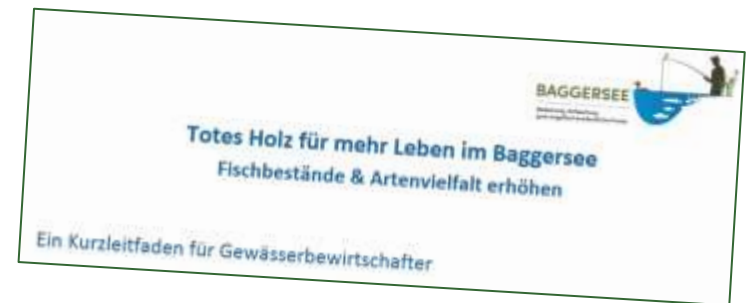 BAGGERSEE
Totes Holz für mehr Leben im Baggersee
Fischbestände & Artenvielfalt erhöhen
Ein Kurzleitfaden für Gewässerbewirtschafter